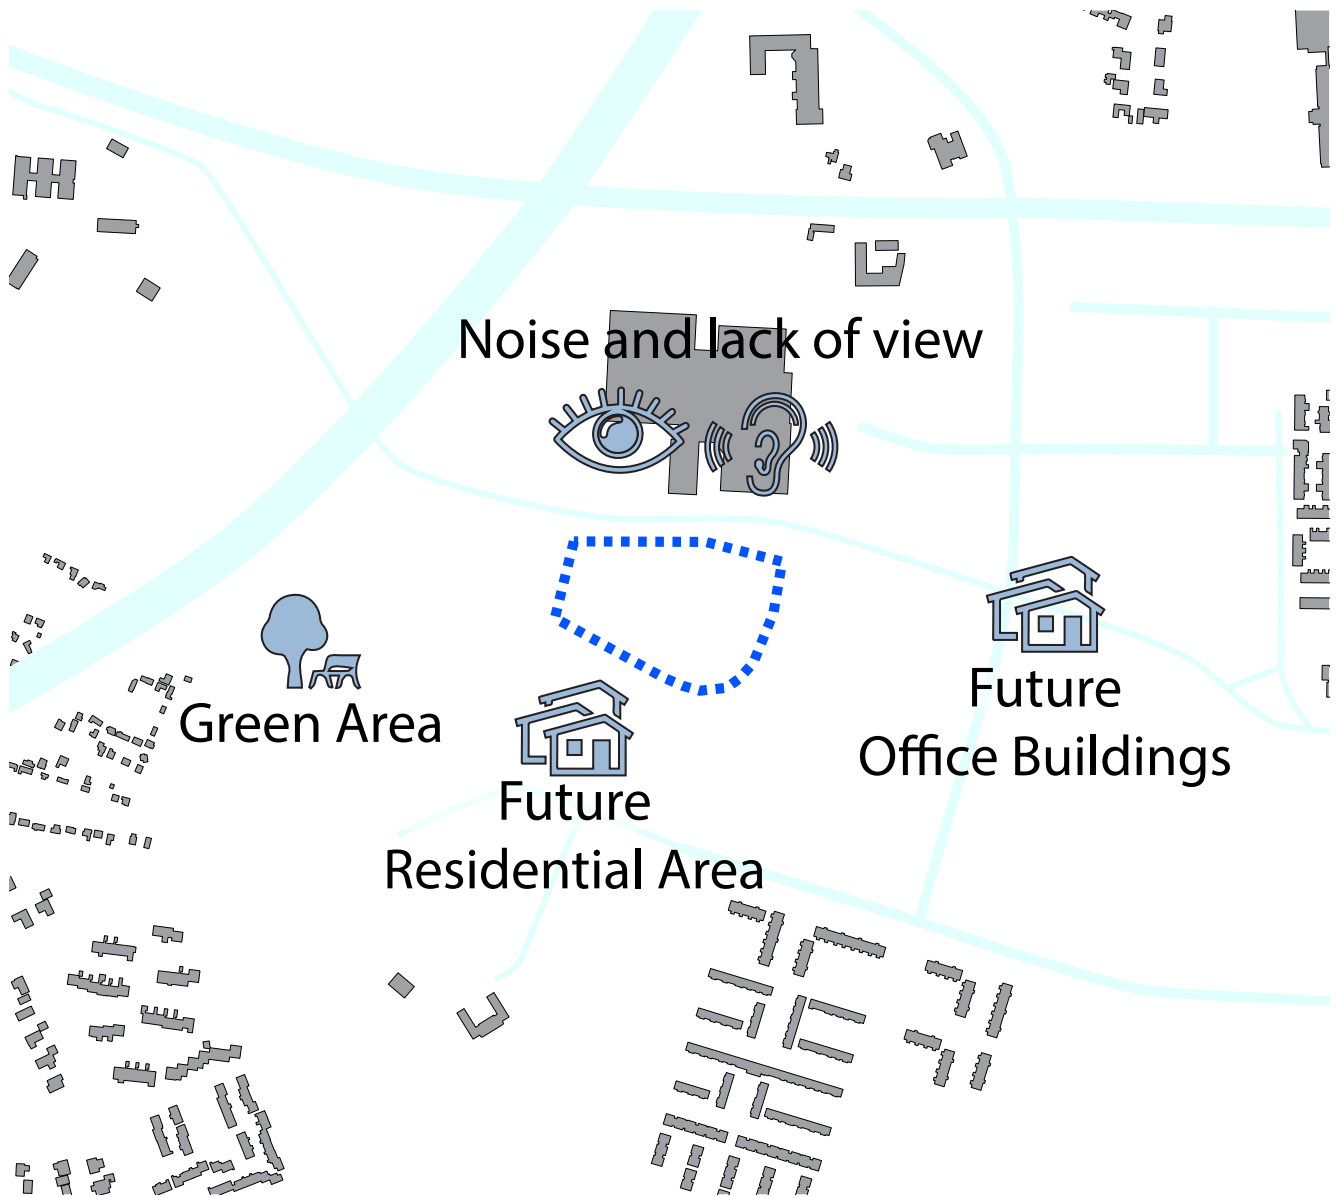 Noise and lack of view
Green Area
Future
Office Buildings
Future
Residential Area